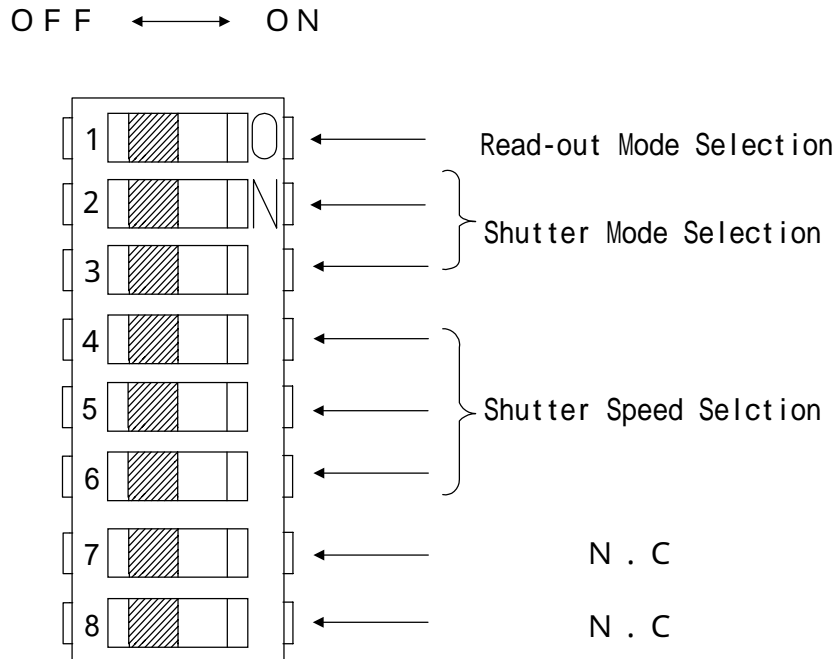 OFF ON
1 O Read-out Mode Selection
2 N
Shutter Mode Selection
3
4
5 Shutter Speed Selction
6
7 N.C
8 N.C